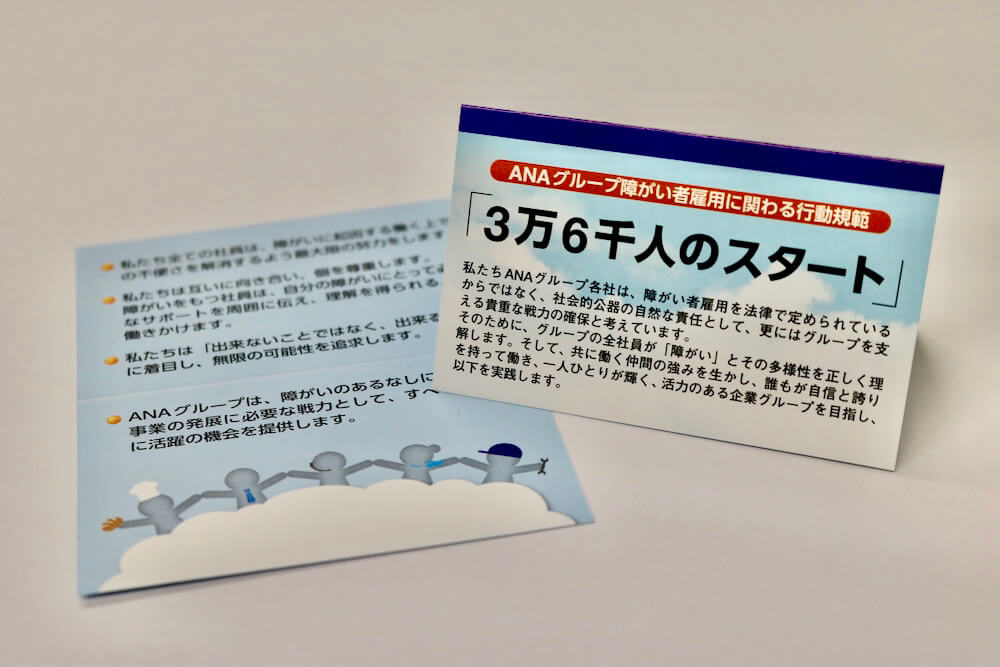 ANAグループ障がい者雇用に関わる行動規範
「3万6千人のスタート」
私たちANAグループ各社は、障がい者雇用を法律で定められている
からではなく、社会的公器の自然な責任として、更にはグループを支
える貴重な戦力の確保と考えています。
そのために、グループの全社員が「障がい」とその多様性を正しく理
解します。そして、共に働く仲間の強みを生かし、誰もが自信と誇り
を持って働き、一人ひとりが輝く、活力のある企業グループを目指し、
以下を実践します。
私たち全ての社員は、障がいに起因する働く上で
の不便さを解消するよう最大限の努力をします
私たちは互いに向き合い、個を尊重します。
障がいをもつ社員は、自分の障がいにとって必
なサポートを周囲に伝え、理解を得られる
働きかけます。
私たちは「出来ないことではなく、出来る
に着目し、無限の可能性を追求します。
ANAグループは、障がいのあるなしに
事業の発展に必要な戦力として、すべ
に活躍の機会を提供します。